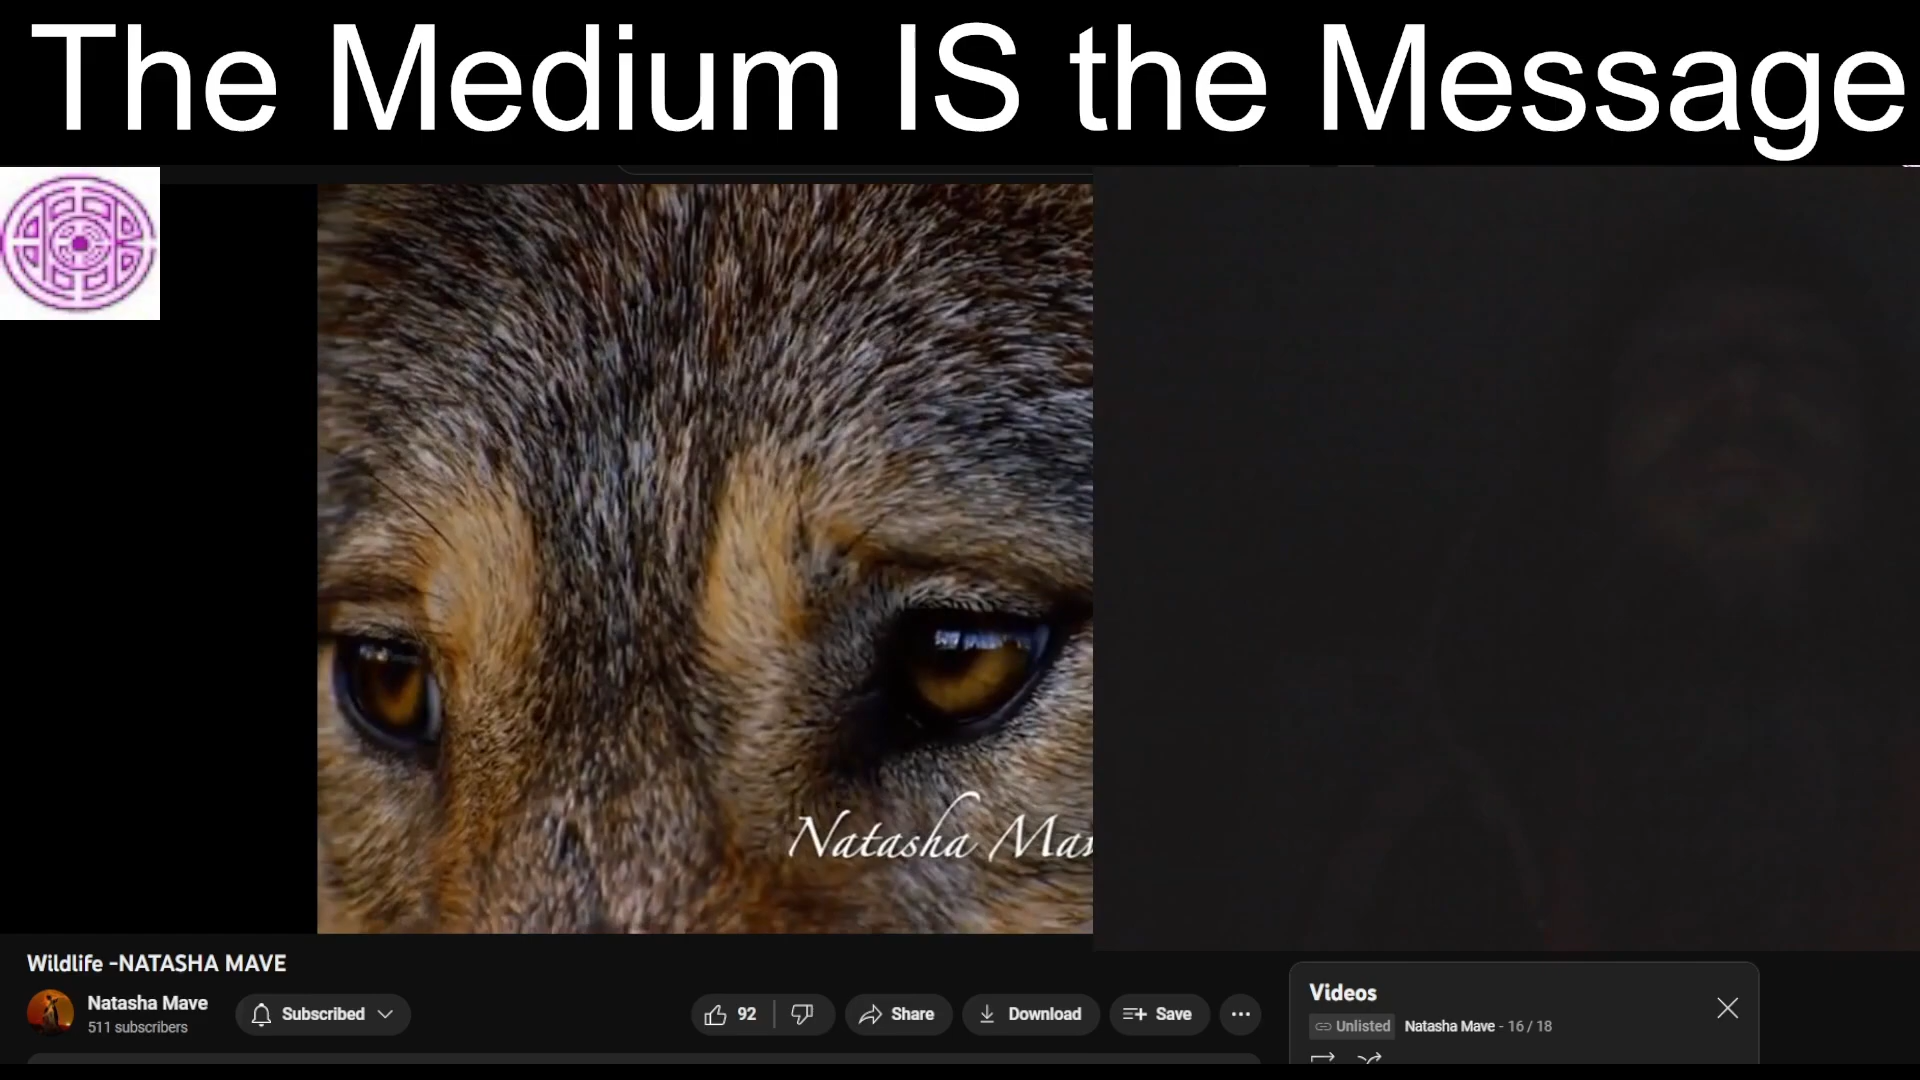 The Medium IS the Message
Natasha Mav
Wildlife -NATASHA MAVE
Natasha Mave
511 subscribers
Subscribed
92
Share
Download
Save
Videos
Unlisted
Natasha Mave - 16 / 18